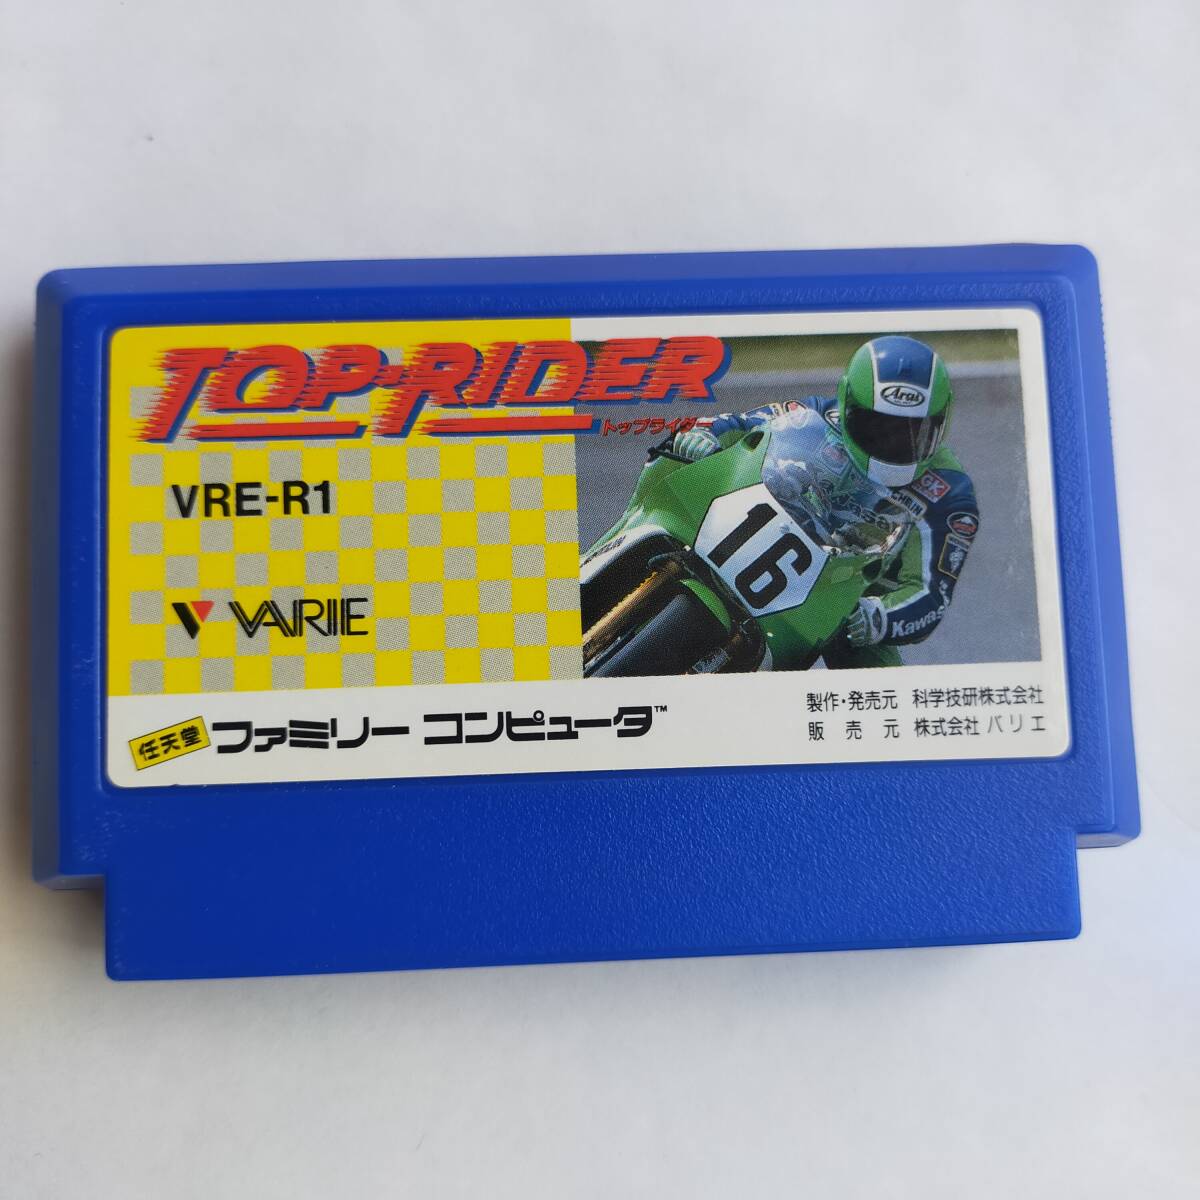 TOP-RIDER
トップライダー
VRE-R1
VARIE
Arai
GK
16
Kawasaki
任天堂 ファミリー コンピュータ™
製作・発売元 科学技研株式会社
販売元 株式会社バリエ